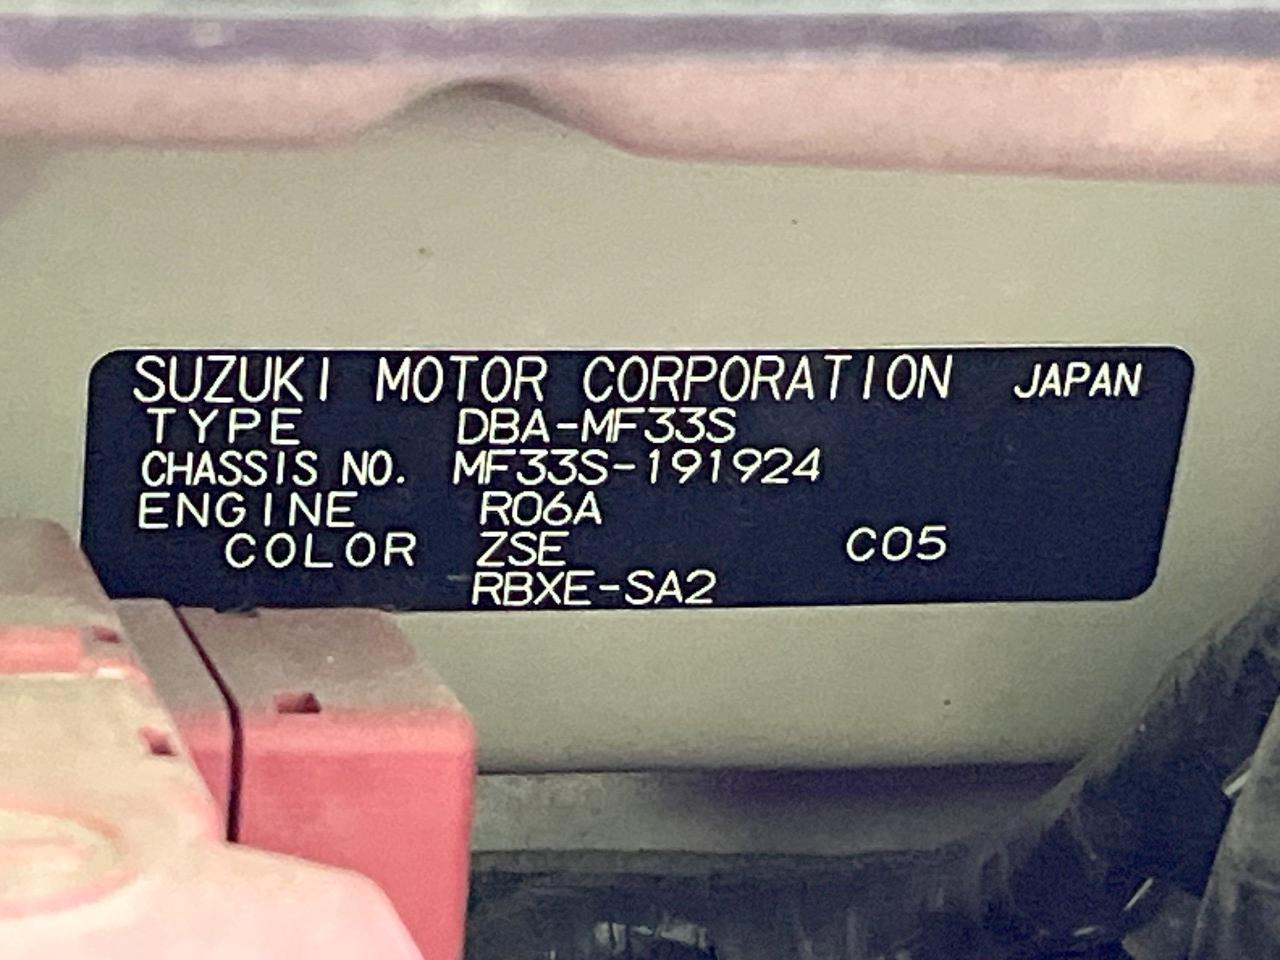 SUZUKI MOTOR CORPORATION JAPAN
TYPE DBA-MF33S
CHASSIS NO. MF33S-191924
ENGINE R06A
COLOR ZSE C05
RBXE-SA2